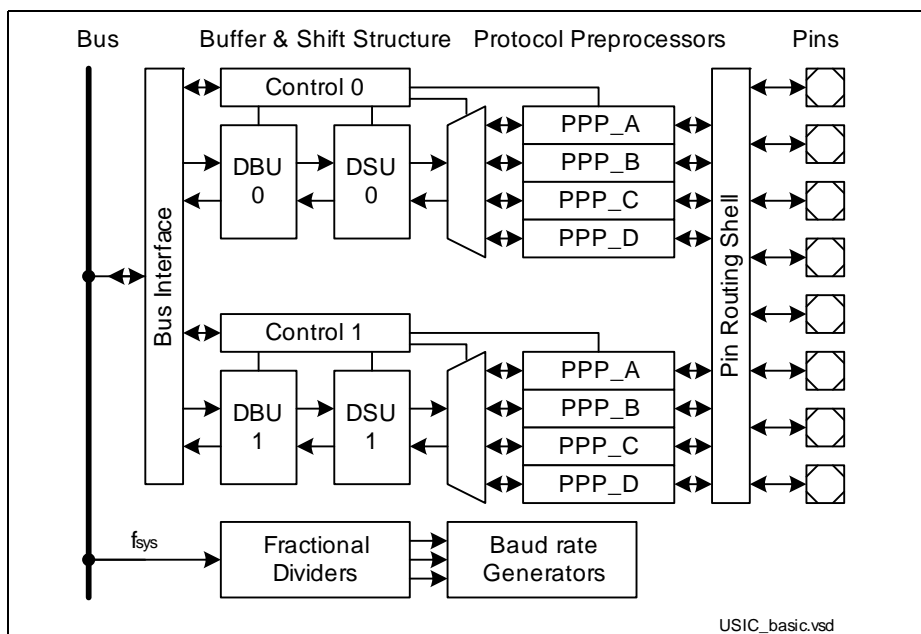 Bus
Buffer & Shift Structure
Protocol Preprocessors
Pins
Bus Interface
Control 0
DBU
0
DSU
0
PPP_A
PPP_B
PPP_C
PPP_D
Pin Routing Shell
Control 1
DBU
1
DSU
1
PPP_A
PPP_B
PPP_C
PPP_D
fsys
Fractional
Dividers
Baud rate
Generators
USIC_basic.vsd